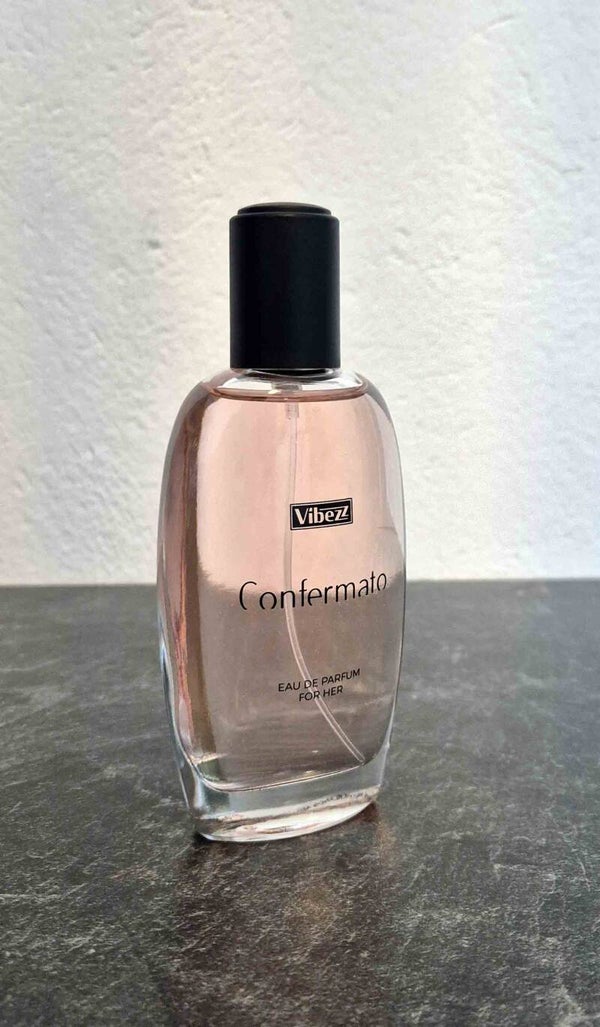 Vibezz
Confermato
EAU DE PARFUM
FOR HER